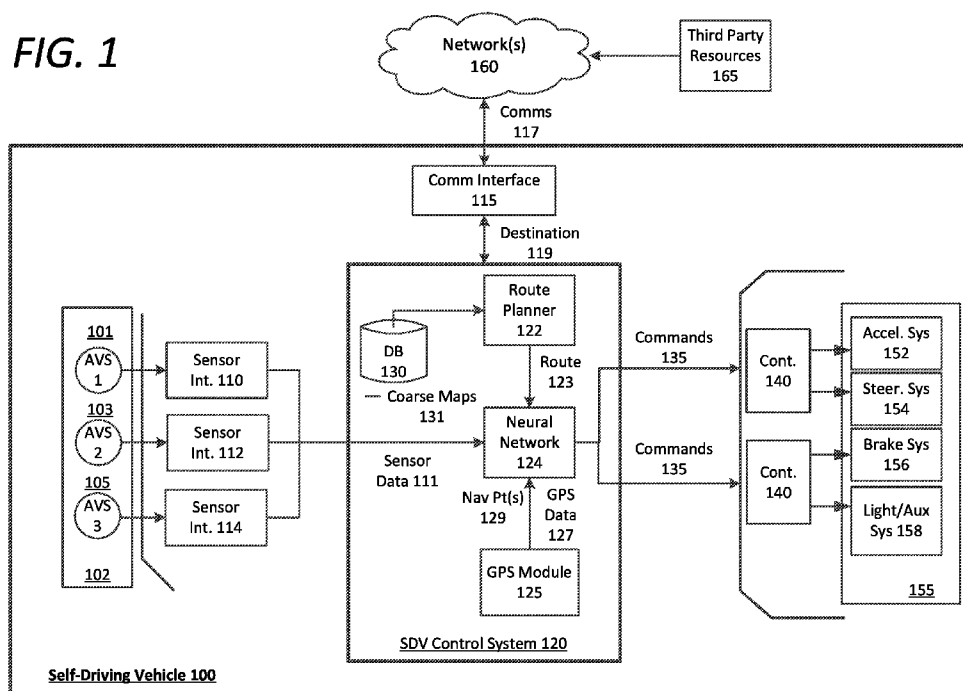 FIG. 1
Network(s)
160
Third Party
Resources
165
Comms
117
Comm Interface
115
Destination
119
Route
Planner
122
DB
130
Coarse Maps
131
Route
123
Neural
Network
124
Sensor
Data 111
Nav Pt(s)
129
GPS
Data
127
GPS Module
125
SDV Control System 120
101
AVS
1
103
AVS
2
105
AVS
3
102
Sensor
Int. 110
Sensor
Int. 112
Sensor
Int. 114
Commands
135
Commands
135
Cont.
140
Cont.
140
Accel. Sys
152
Steer. Sys
154
Brake Sys
156
Light/Aux
Sys 158
155
Self-Driving Vehicle 100